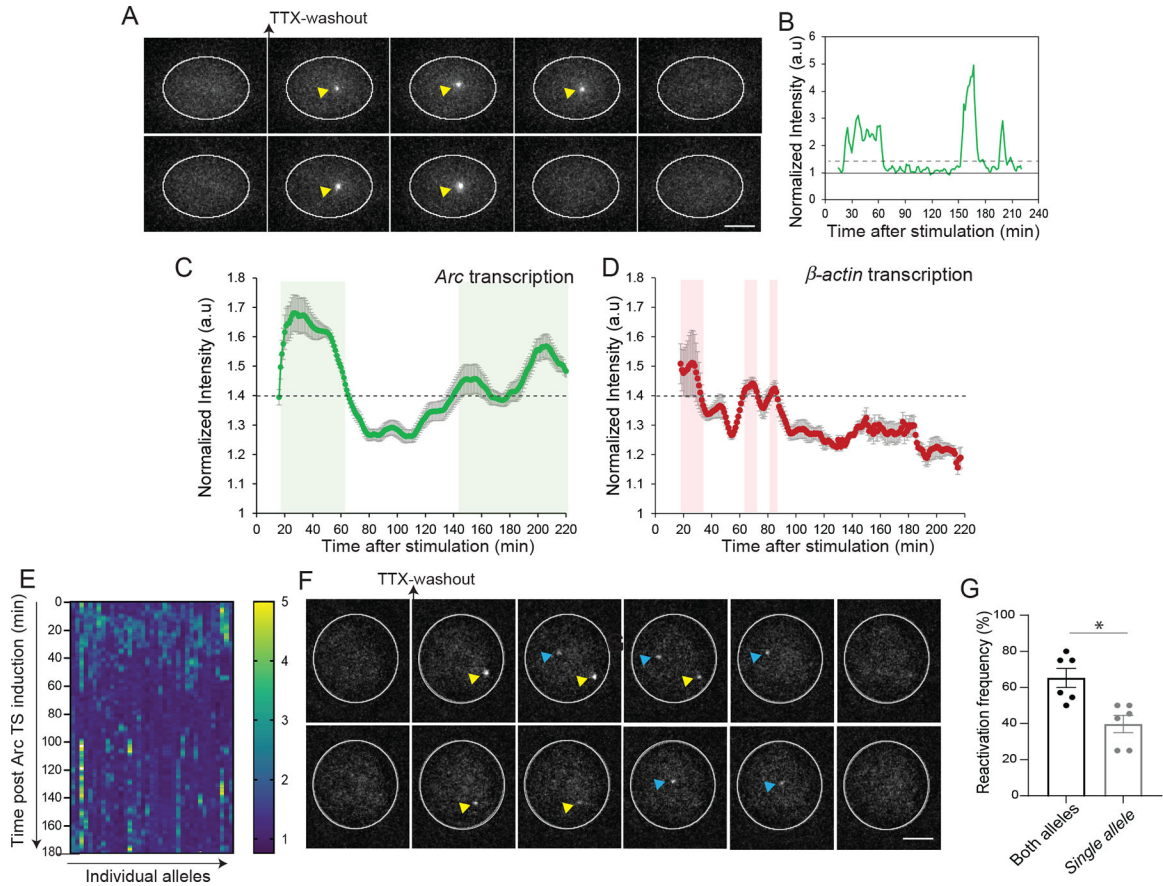 A
TTX-washout
B
Normalized Intensity (a.u)
6
5
4
3
2
1
0
0 30 60 90 120 150 180 210 240
Time after stimulation (min)
C
Arc transcription
Normalized Intensity (a.u)
1.8
1.7
1.6
1.5
1.4
1.3
1.2
1.1
1
0 20 40 60 80 100 120 140 160 180 200 220
Time after stimulation (min)
D
β-actin transcription
Normalized Intensity (a.u)
1.8
1.7
1.6
1.5
1.4
1.3
1.2
1.1
1
0 20 40 60 80 100 120 140 160 180 200 220
Time after stimulation (min)
E
Time post Arc TS induction (min)
0
20
40
60
80
100
120
140
160
180
Individual alleles
5
4
3
2
1
F
TTX-washout
G
Reactivation frequency (%)
100
80
60
40
20
0
*
Both alleles
Single allele